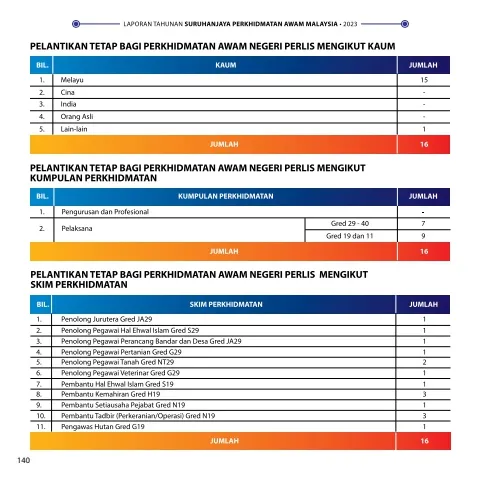 LAPORAN TAHUNAN SURUHANJAYA PERKHIDMATAN AWAM MALAYSIA • 2023
PELANTIKAN TETAP BAGI PERKHIDMATAN AWAM NEGERI PERLIS MENGIKUT KAUM
BIL. KAUM JUMLAH
1. Melayu 15
2. Cina -
3. India -
4. Orang Asli -
5. Lain-lain 1
JUMLAH 16
PELANTIKAN TETAP BAGI PERKHIDMATAN AWAM NEGERI PERLIS MENGIKUT
KUMPULAN PERKHIDMATAN
BIL. KUMPULAN PERKHIDMATAN JUMLAH
1. Pengurusan dan Profesional -
2. Pelaksana Gred 29 - 40 7
Gred 19 dan 11 9
JUMLAH 16
PELANTIKAN TETAP BAGI PERKHIDMATAN AWAM NEGERI PERLIS MENGIKUT
SKIM PERKHIDMATAN
BIL. SKIM PERKHIDMATAN JUMLAH
1. Penolong Jurutera Gred JA29 1
2. Penolong Pegawai Hal Ehwal Islam Gred S29 1
3. Penolong Pegawai Perancang Bandar dan Desa Gred JA29 1
4. Penolong Pegawai Pertanian Gred G29 1
5. Penolong Pegawai Tanah Gred NT29 2
6. Penolong Pegawai Veterinar Gred G29 1
7. Pembantu Hal Ehwal Islam Gred S19 1
8. Pembantu Kemahiran Gred H19 3
9. Pembantu Setiausaha Pejabat Gred N19 1
10. Pembantu Tadbir (Perkeranian/Operasi) Gred N19 3
11. Pengawas Hutan Gred G19 1
JUMLAH 16
140